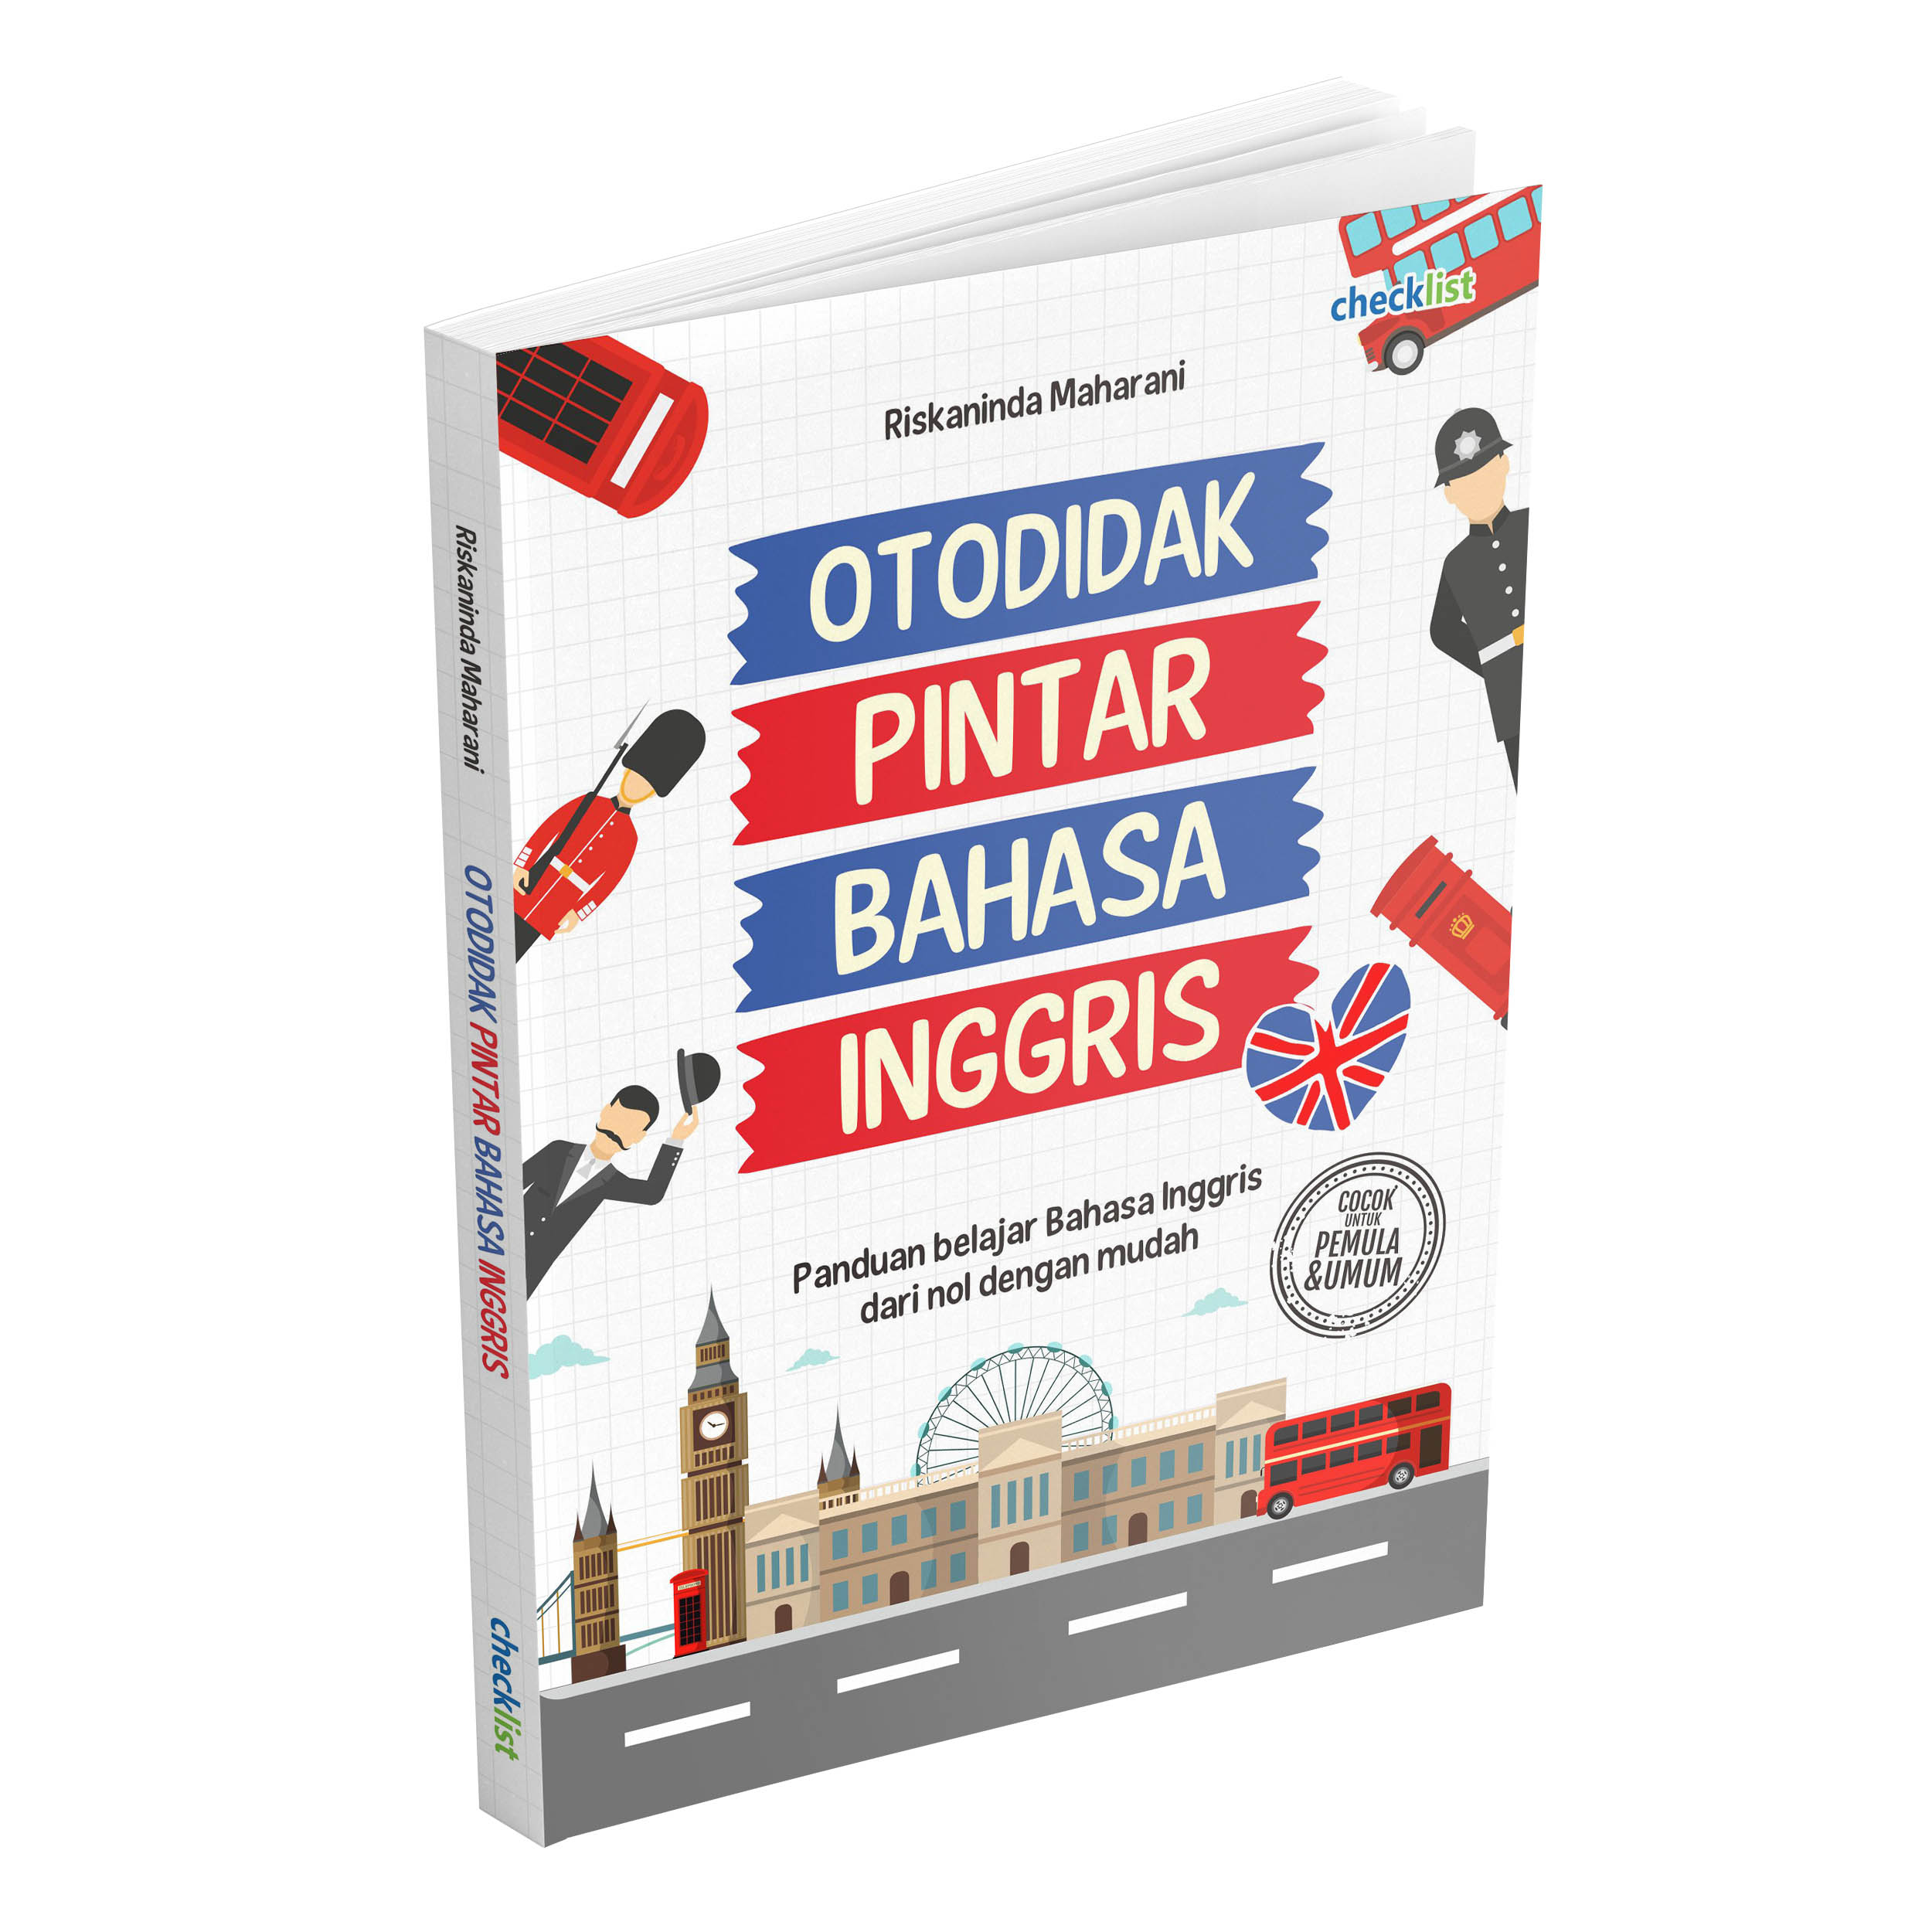 checklist
Riskaninda Maharani
OTODIDAK
PINTAR
BAHASA
INGGRIS
Panduan belajar Bahasa Inggris
dari nol dengan mudah
COCOK
UNTUK
PEMULA
&UMUM
Riskaninda Maharani OTODIDAK PINTAR BAHASA INGGRIS checklist